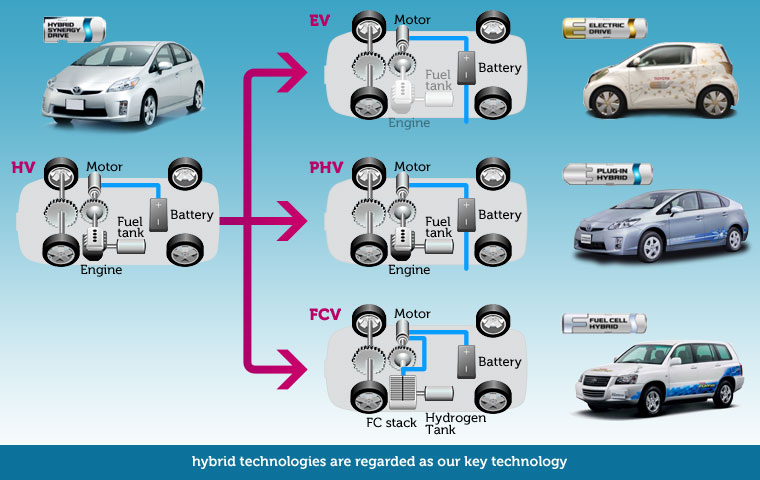 HYBRID
SYNERGY
DRIVE
HV
Motor
Battery
Fuel
tank
Engine
EV
Motor
Battery
Fuel
tank
Engine
ELECTRIC
DRIVE
PHV
Motor
Battery
Fuel
tank
Engine
PLUG-IN
HYBRID
FCV
Motor
Battery
FC stack
Hydrogen
Tank
FUEL CELL
HYBRID
hybrid technologies are regarded as our key technology